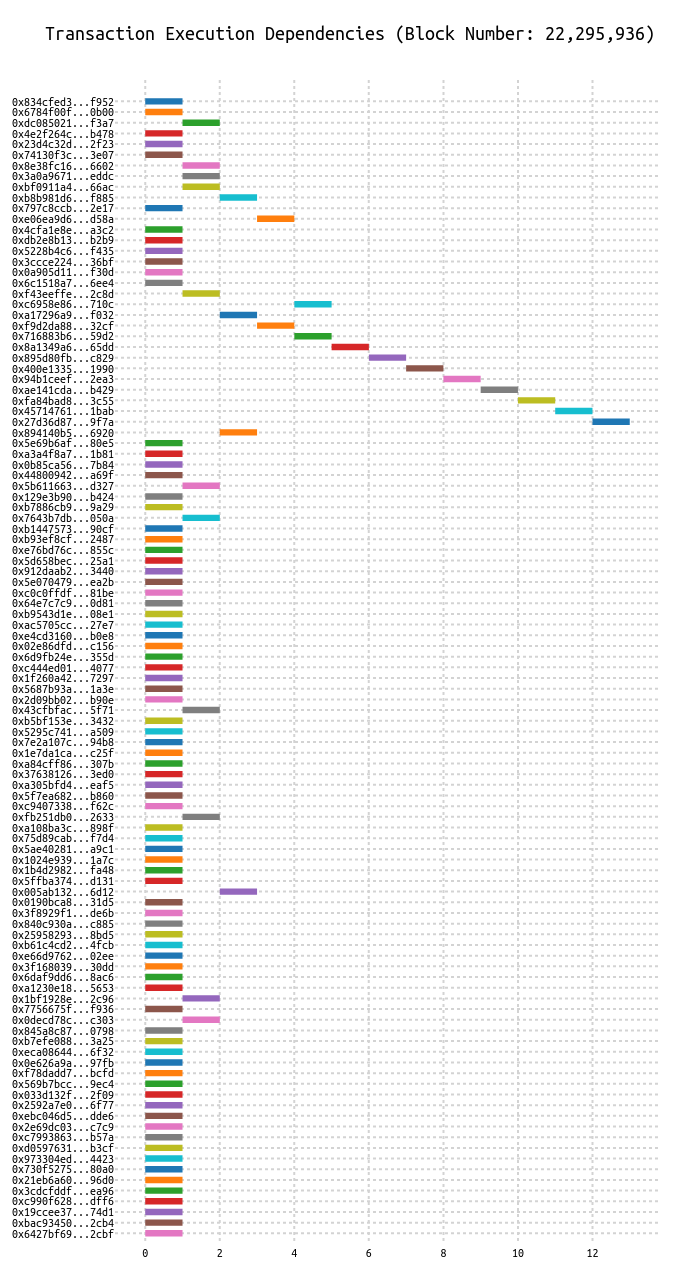 Transaction Execution Dependencies (Block Number: 22,295,936)
0x834cfed3...f952
0x6784f00f...0b00
0xdc085021...f3a7
0x4e2f264c...b478
0x23d4c32d...2f23
0x74130f3c...3e07
0x8e38fc16...6602
0x3a0a9671...eddc
0xbf0911a4...66ac
0xb8b981d6...f885
0x797c8ccb...2e17
0xe06ea9d6...d58a
0x4cfa1e8e...a3c2
0xdb2e8b13...b2b9
0x5228b4c6...f435
0x3ccce224...36bf
0x0a905d11...f30d
0x6c1518a7...6ee4
0xf43eeffe...2c8d
0xc6958e86...710c
0xa17296a9...f032
0xf9d2da88...32cf
0x716883b6...59d2
0x8a1349a6...65dd
0x895d80fb...c829
0x400e1335...1990
0x94b1ceef...2ea3
0xae141cda...b429
0xfa84bad8...3c55
0x45714761...1bab
0x27d36d87...9f7a
0x894140b5...6920
0x5e69b6af...80e5
0xa3a4f8a7...1b81
0x0b85ca56...7b84
0x44800942...a69f
0x5b611663...d327
0x129e3b90...b424
0xb7886cb9...9a29
0x7643b7db...050a
0xb1447573...90cf
0xb93ef8cf...2487
0xe76bd76c...855c
0x5d658bec...25a1
0x912daab2...3440
0x5e070479...ea2b
0xc0c0ffdf...81be
0x64e7c7c9...0d81
0xb9543d1e...08e1
0xac5705cc...27e7
0xe4cd3160...b0e8
0x02e86dfd...c156
0x6d9fb24e...355d
0xc444ed01...4077
0x1f260a42...7297
0x5687b93a...1a3e
0x2d09bb02...b90e
0x43cfbfac...5f71
0xb5bf153e...3432
0x5295c741...a509
0x7e2a107c...94b8
0x1e7da1ca...c25f
0xa84cff86...307b
0x37638126...3ed0
0xa305bfd4...eaf5
0x5f7ea682...b860
0xc9407338...f62c
0xfb251db0...2633
0xa108ba3c...898f
0x75d89cab...f7d4
0x5ae40281...a9c1
0x1024e939...1a7c
0x1b4d2982...fa48
0x5ffba374...d131
0x005ab132...6d12
0x0190bca8...31d5
0x3f8929f1...de6b
0x840c930a...c885
0x25958293...8bd5
0xb61c4cd2...4fcb
0xe66d9762...02ee
0x3f168039...30dd
0x6daf9dd6...8ac6
0xa1230e18...5653
0x1bf1928e...2c96
0x7756675f...f936
0x0decd78c...c303
0x845a8c87...0798
0xb7efe088...3a25
0xeca08644...6f32
0x0e626a9a...97fb
0xf78dadd7...bcfd
0x569b7bcc...9ec4
0x033d132f...2f09
0x2592a7e0...6f77
0xebc046d5...dde6
0x2e69dc03...c7c9
0xc7993863...b57a
0xd0597631...b3cf
0x973304ed...4423
0x730f5275...80a0
0x21eb6a60...96d0
0x3cdcfddf...ea96
0xc990f628...dff6
0x19ccee37...74d1
0xbac93450...2cb4
0x6427bf69...2cbf
0 2 4 6 8 10 12